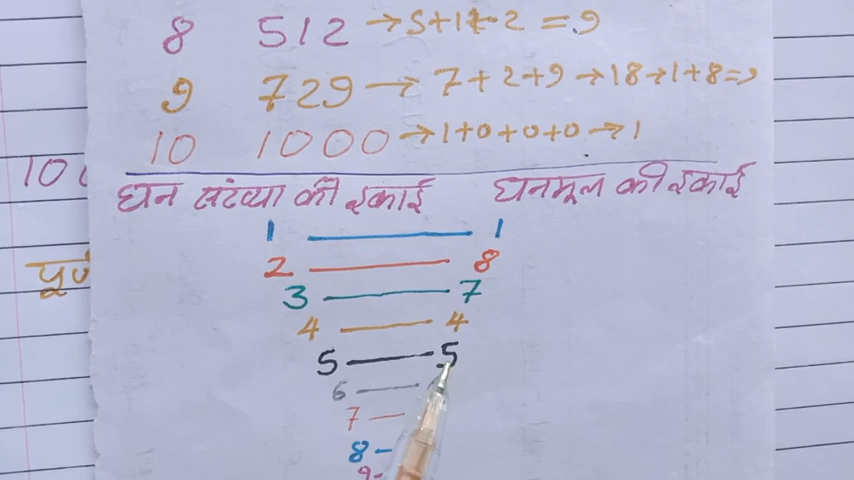 8 512 →5+1+2 =9
9 729 → 7+2+9 →18→1+8=9
10 1000→1+0+0+0→1
10
घन संख्या की इकाई घनमूल की इकाई
1 — 1
2 — 8
पूर्ण
3 — 7
4 — 4
5 — 5
6 —
7 —
8 -
9-